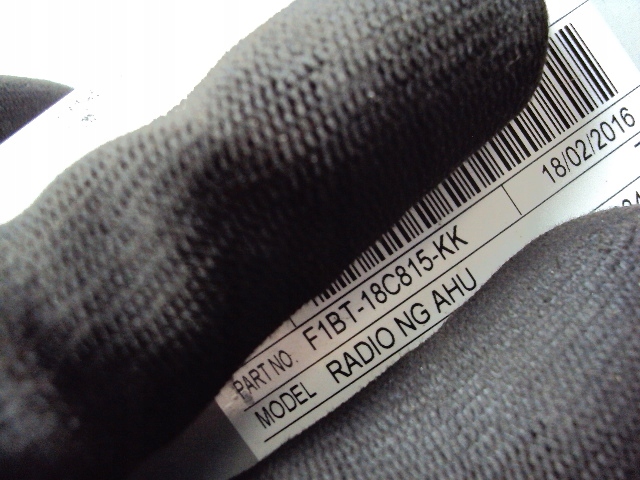 18/02/2016
PART NO. F1BT-18C815-KK
MODEL RADIO NG AHU